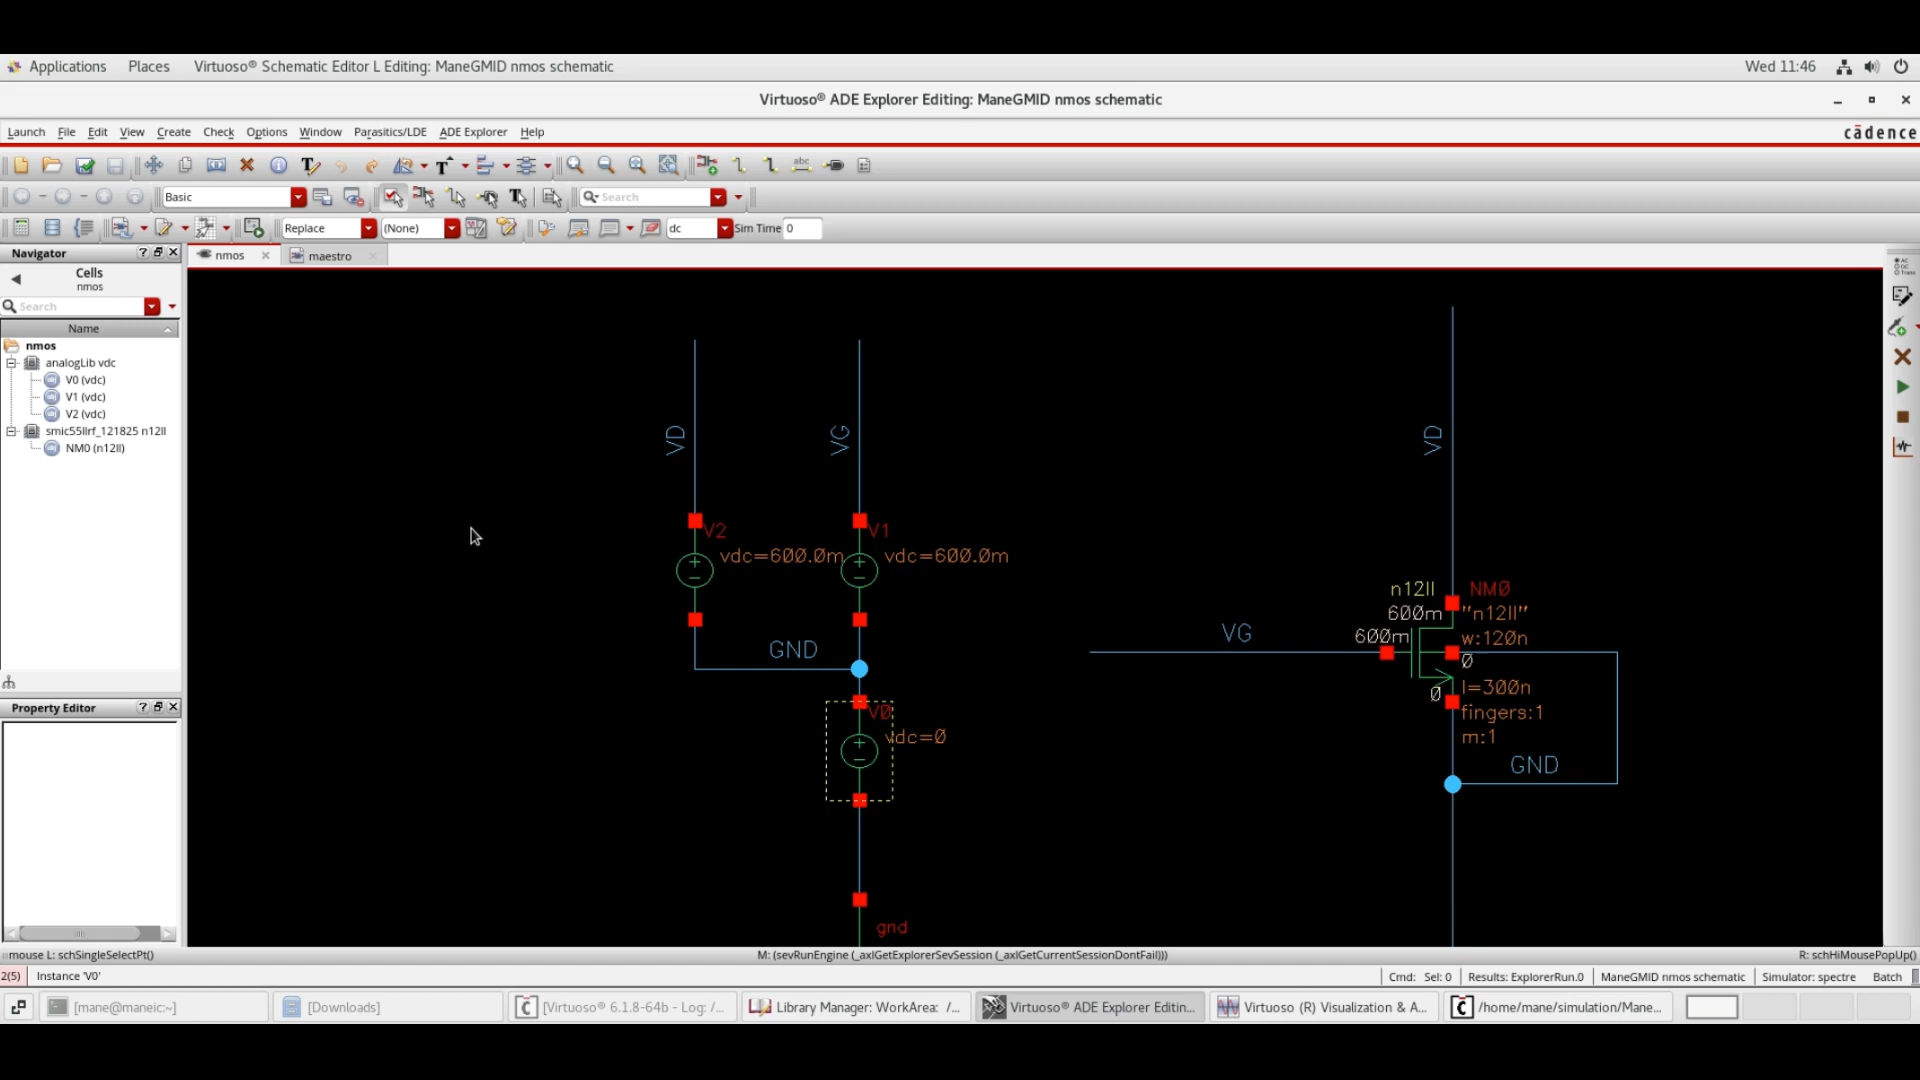 Applications Places Virtuoso® Schematic Editor L Editing: ManeGMID nmos schematic Wed 11:46
Virtuoso® ADE Explorer Editing: ManeGMID nmos schematic
Launch File Edit View Create Check Options Window Parasitics/LDE ADE Explorer Help cādence
Basic Search
Replace (None) dc Sim Time 0
Navigator
nmos maestro
Cells
nmos
Search
Name
nmos
analogLib vdc
V0 (vdc)
V1 (vdc)
V2 (vdc)
smic55llrf_121825 n12ll
NM0 (n12ll)
Property Editor
VD
VG
VD
V2
V1
vdc=600.0m
vdc=600.0m
GND
V0
vdc=0
gnd
VG
n12ll
NM0
600m
"n12ll"
600m
w:120n
0
l=300n
0
fingers:1
m:1
GND
mouse L: schSingleSelectPt() M: (sevRunEngine (_axlGetExplorerSevSession (_axlGetCurrentSessionDontFail))) R: schHiMousePopUp()
2(5) Instance 'V0' Cmd: Sel: 0 Results: ExplorerRun.0 ManeGMID nmos schematic Simulator: spectre Batch
[mane@maneic:~] [Downloads] [Virtuoso® 6.1.8-64b - Log: /... Library Manager: WorkArea: /... Virtuoso® ADE Explorer Editin... Virtuoso (R) Visualization & A... /home/mane/simulation/Mane...